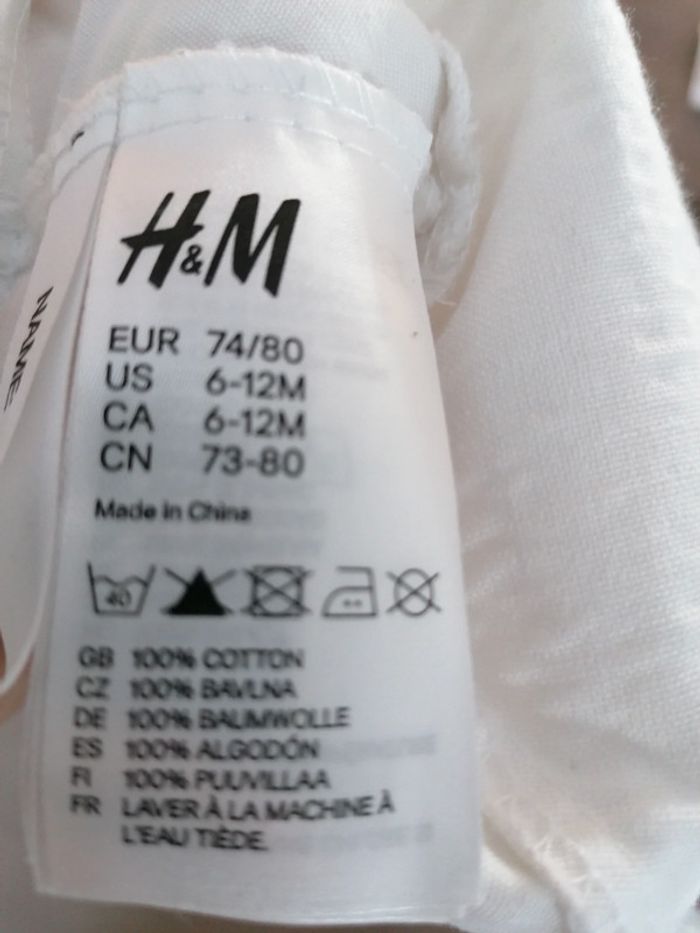 H&M
EUR 74/80
US 6-12M
CA 6-12M
CN 73-80
Made in China
40
GB 100% COTTON
CZ 100% BAVLNA
DE 100% BAUMWOLLE
ES 100% ALGODÓN
FI 100% PUUVILLAA
FR LAVER À LA MACHINE À
L'EAU TIÈDE.
NAME: